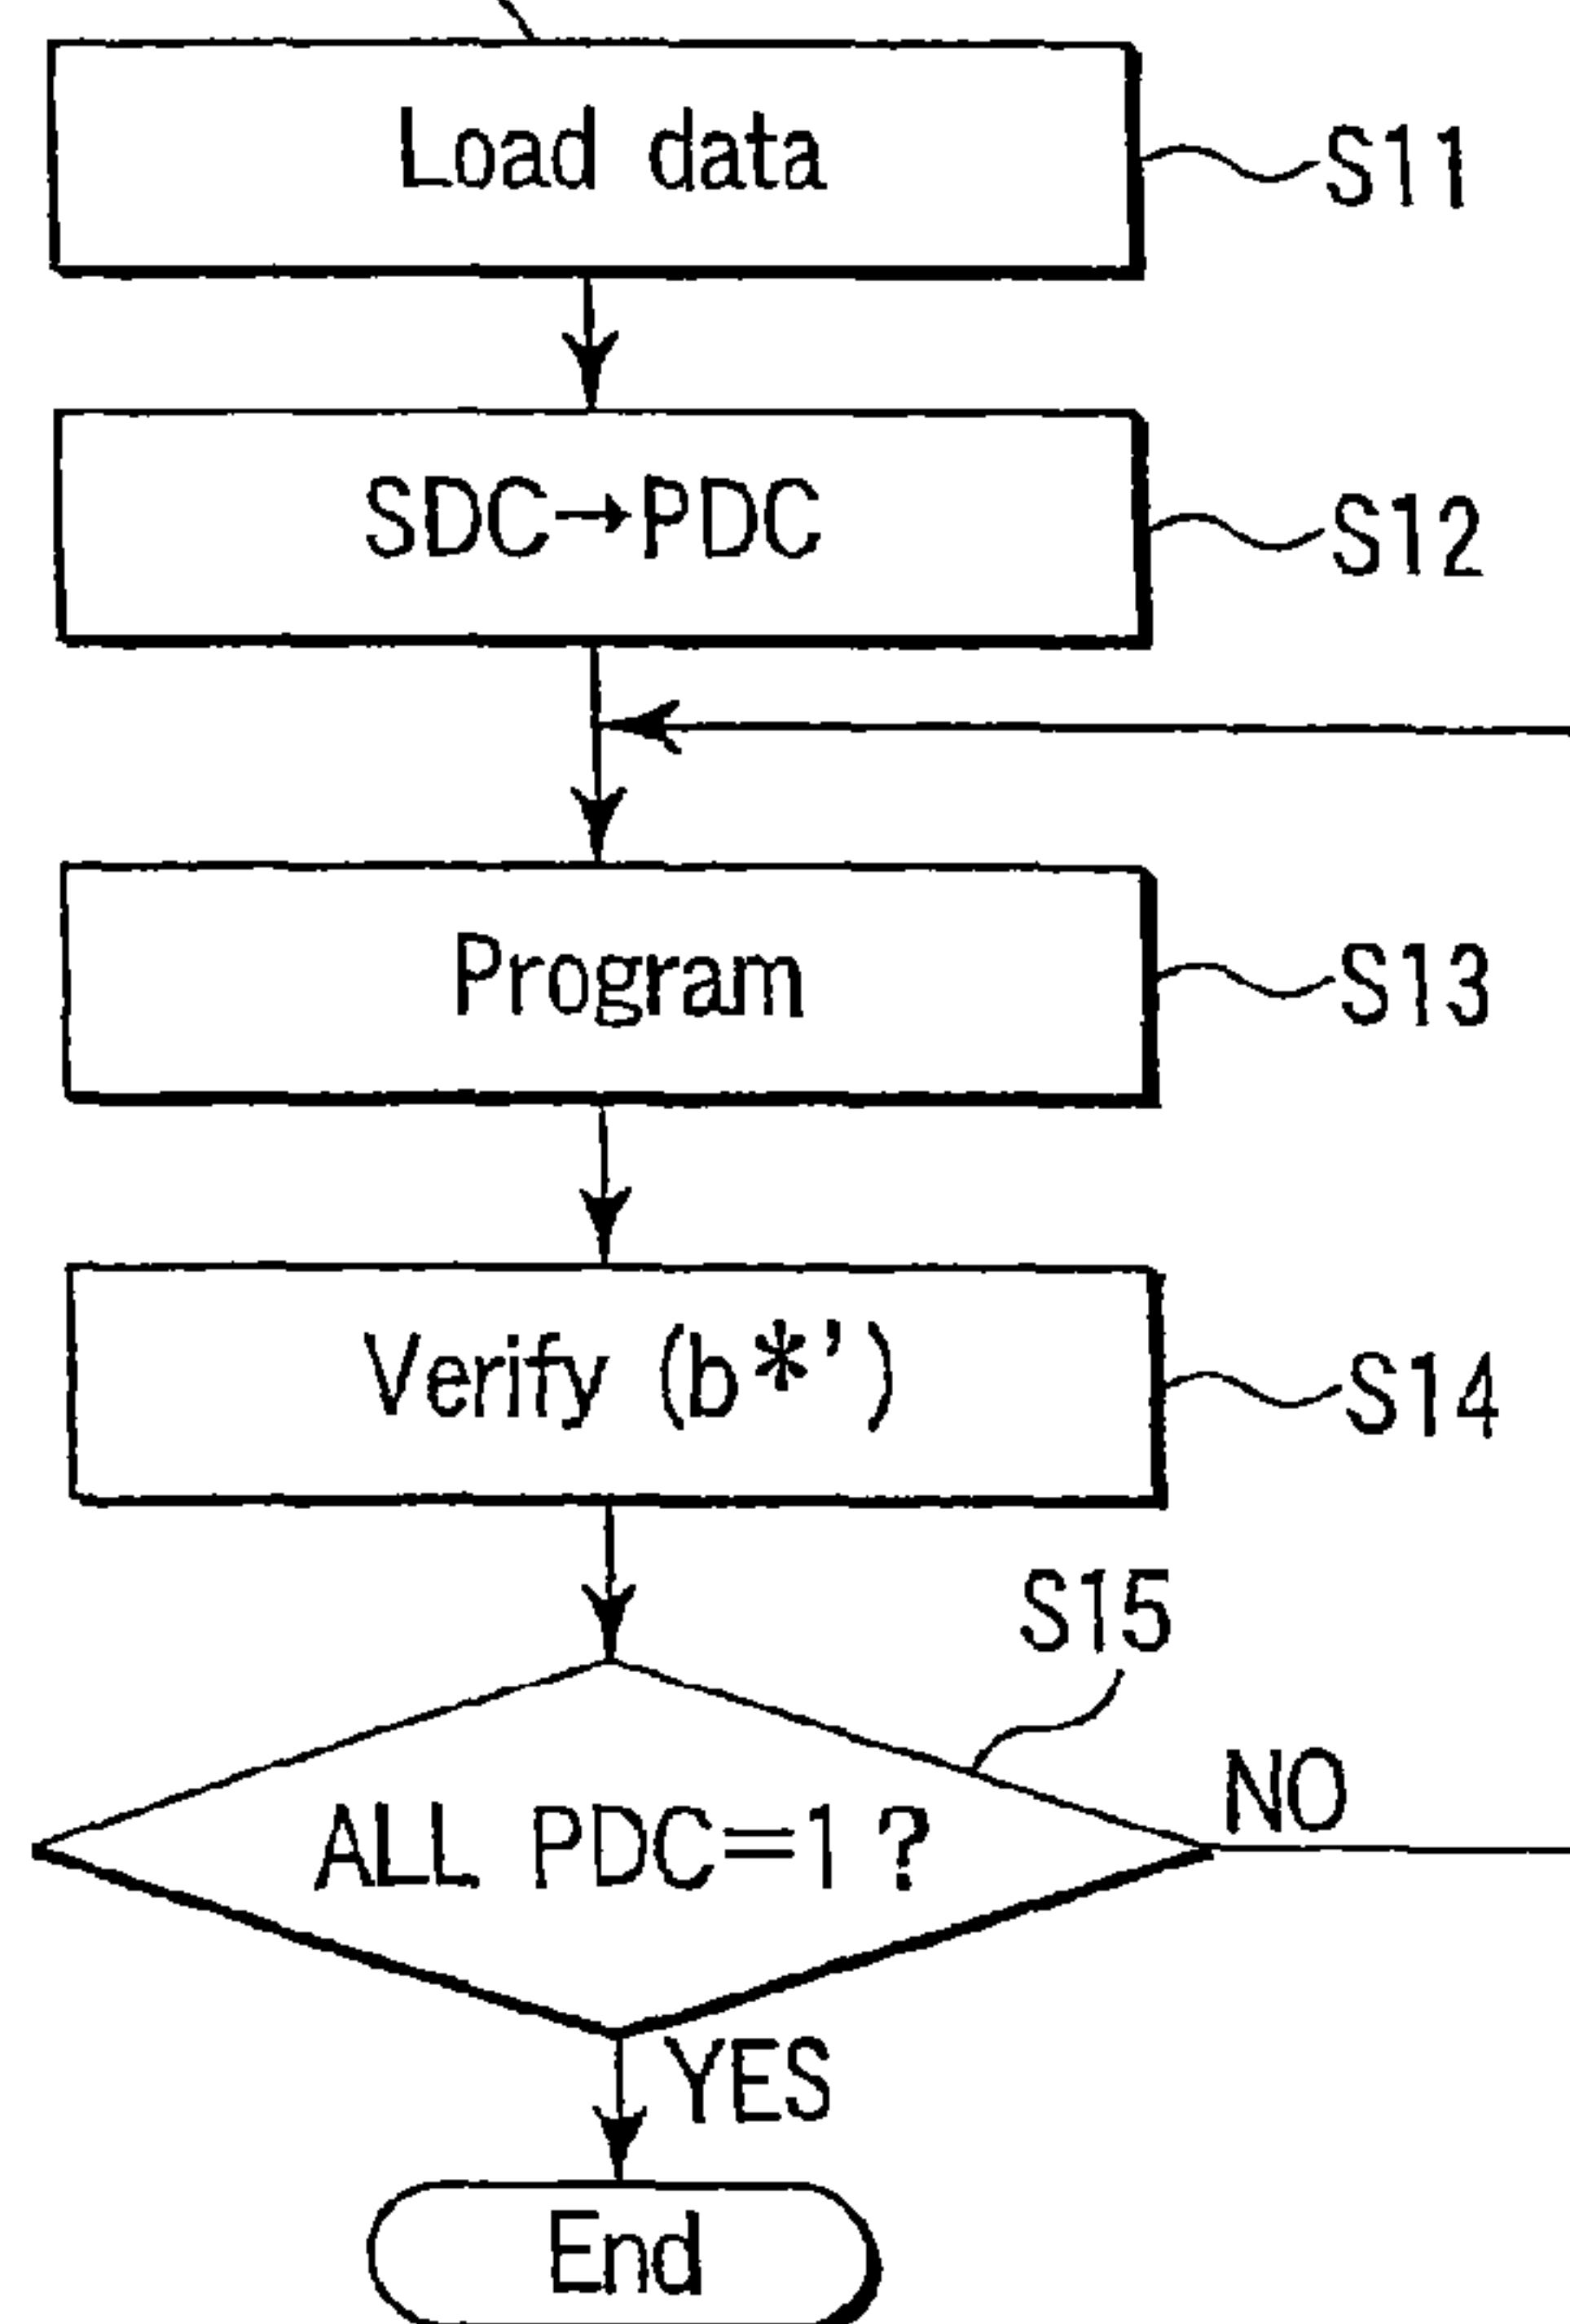 Load data
S11
SDC→PDC
S12
Program
S13
Verify (b*')
S14
S15
ALL PDC=1 ?
NO
YES
End